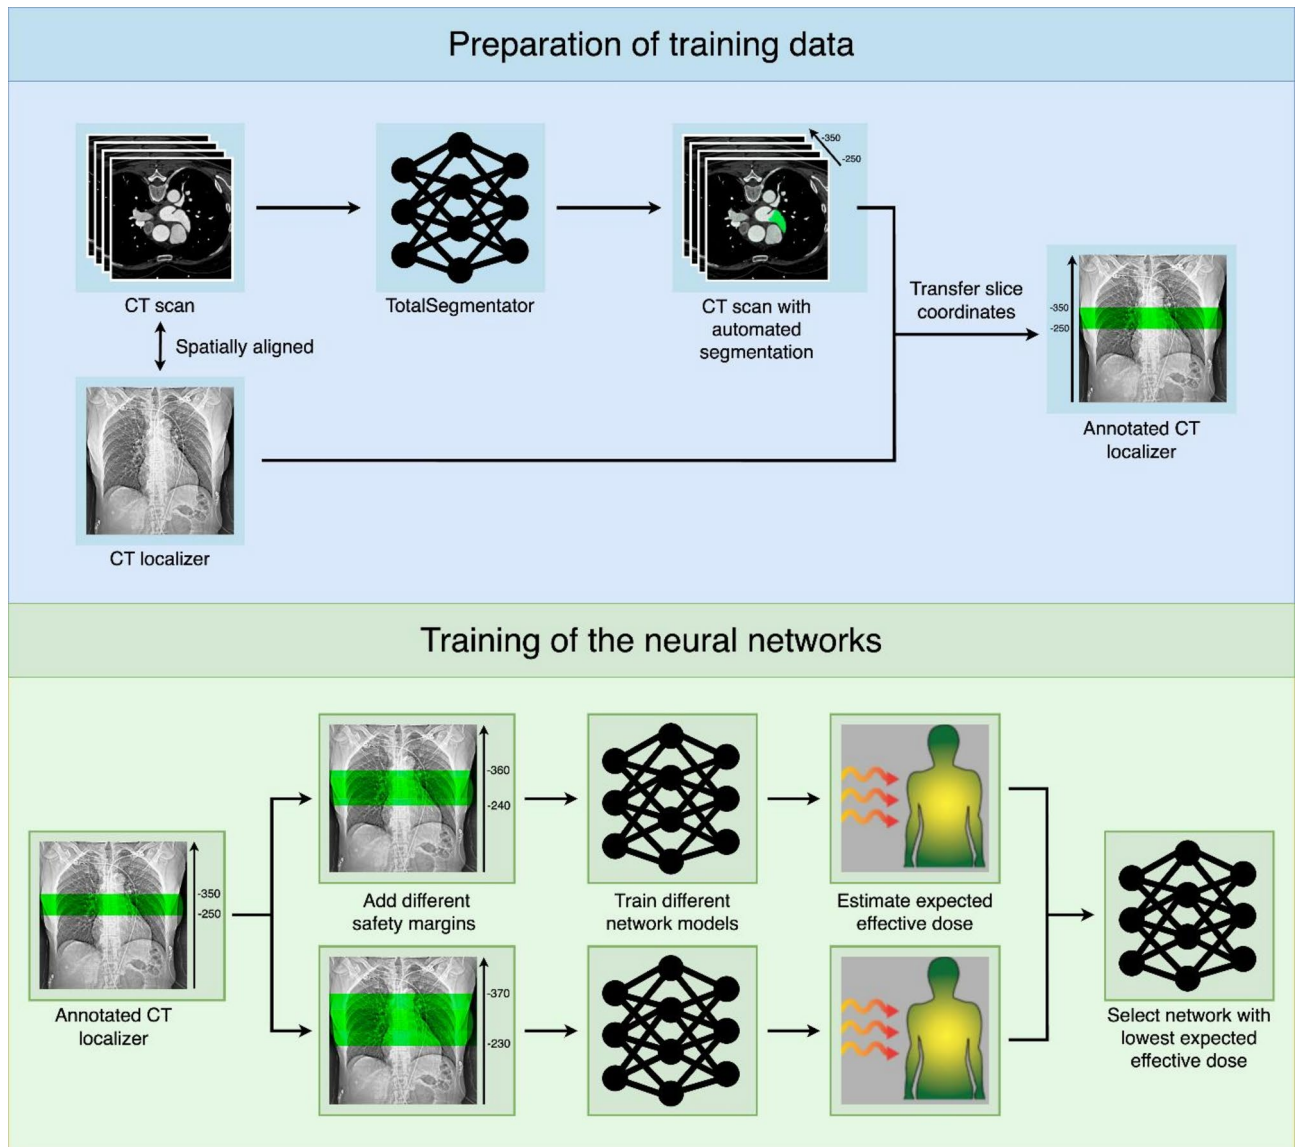 Preparation of training data
-350
-250
CT scan
TotalSegmentator
CT scan with
automated
segmentation
Spatially aligned
Transfer slice
coordinates
-350
-250
Annotated CT
localizer
CT localizer
Training of the neural networks
-360
-240
-350
-250
Add different
safety margins
Train different
network models
Estimate expected
effective dose
Annotated CT
localizer
-370
-230
Select network with
lowest expected
effective dose